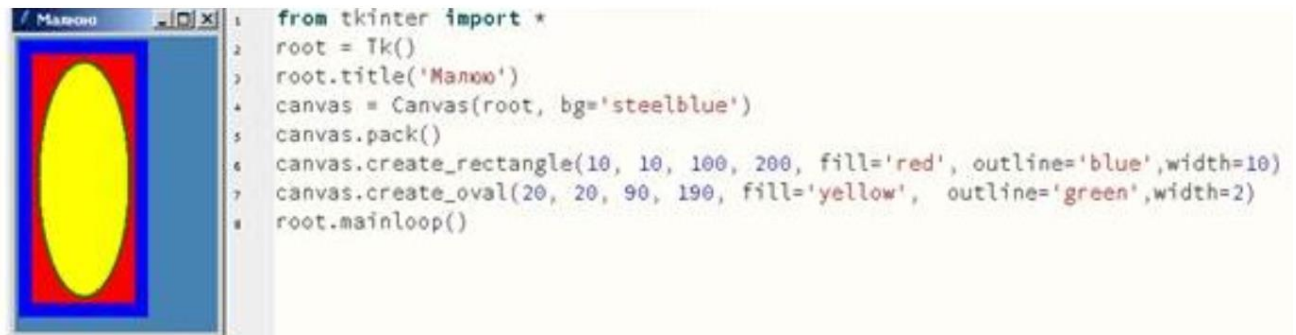 Малюю
1 from tkinter import *
2 root = Tk()
3 root.title('Малюю')
4 canvas = Canvas(root, bg='steelblue')
5 canvas.pack()
6 canvas.create_rectangle(10, 10, 100, 200, fill='red', outline='blue',width=10)
7 canvas.create_oval(20, 20, 90, 190, fill='yellow',  outline='green',width=2)
8 root.mainloop()